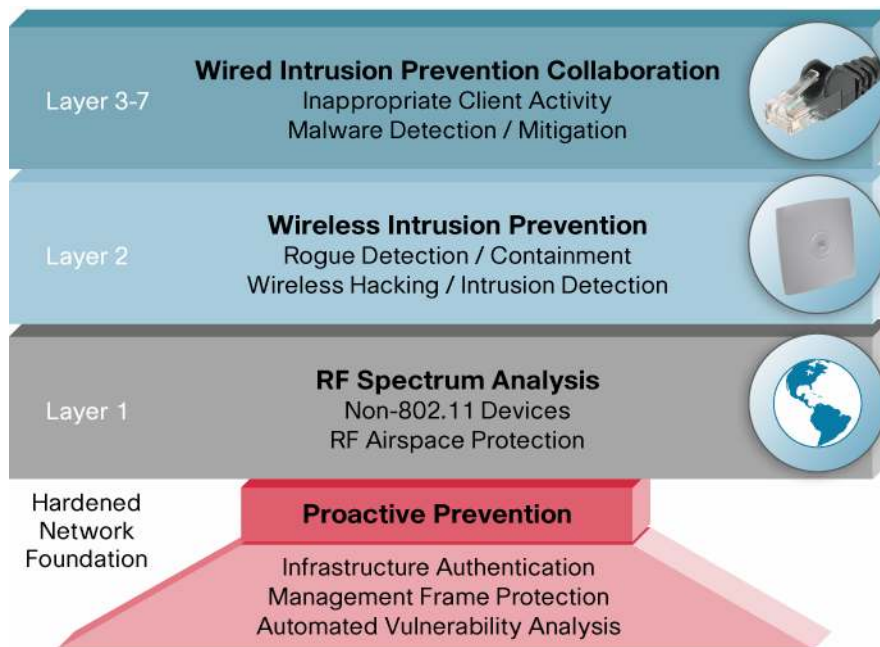 Wired Intrusion Prevention Collaboration
Layer 3-7
Inappropriate Client Activity
Malware Detection / Mitigation
Wireless Intrusion Prevention
Layer 2
Rogue Detection / Containment
Wireless Hacking / Intrusion Detection
RF Spectrum Analysis
Layer 1
Non-802.11 Devices
RF Airspace Protection
Hardened
Network
Foundation
Proactive Prevention
Infrastructure Authentication
Management Frame Protection
Automated Vulnerability Analysis